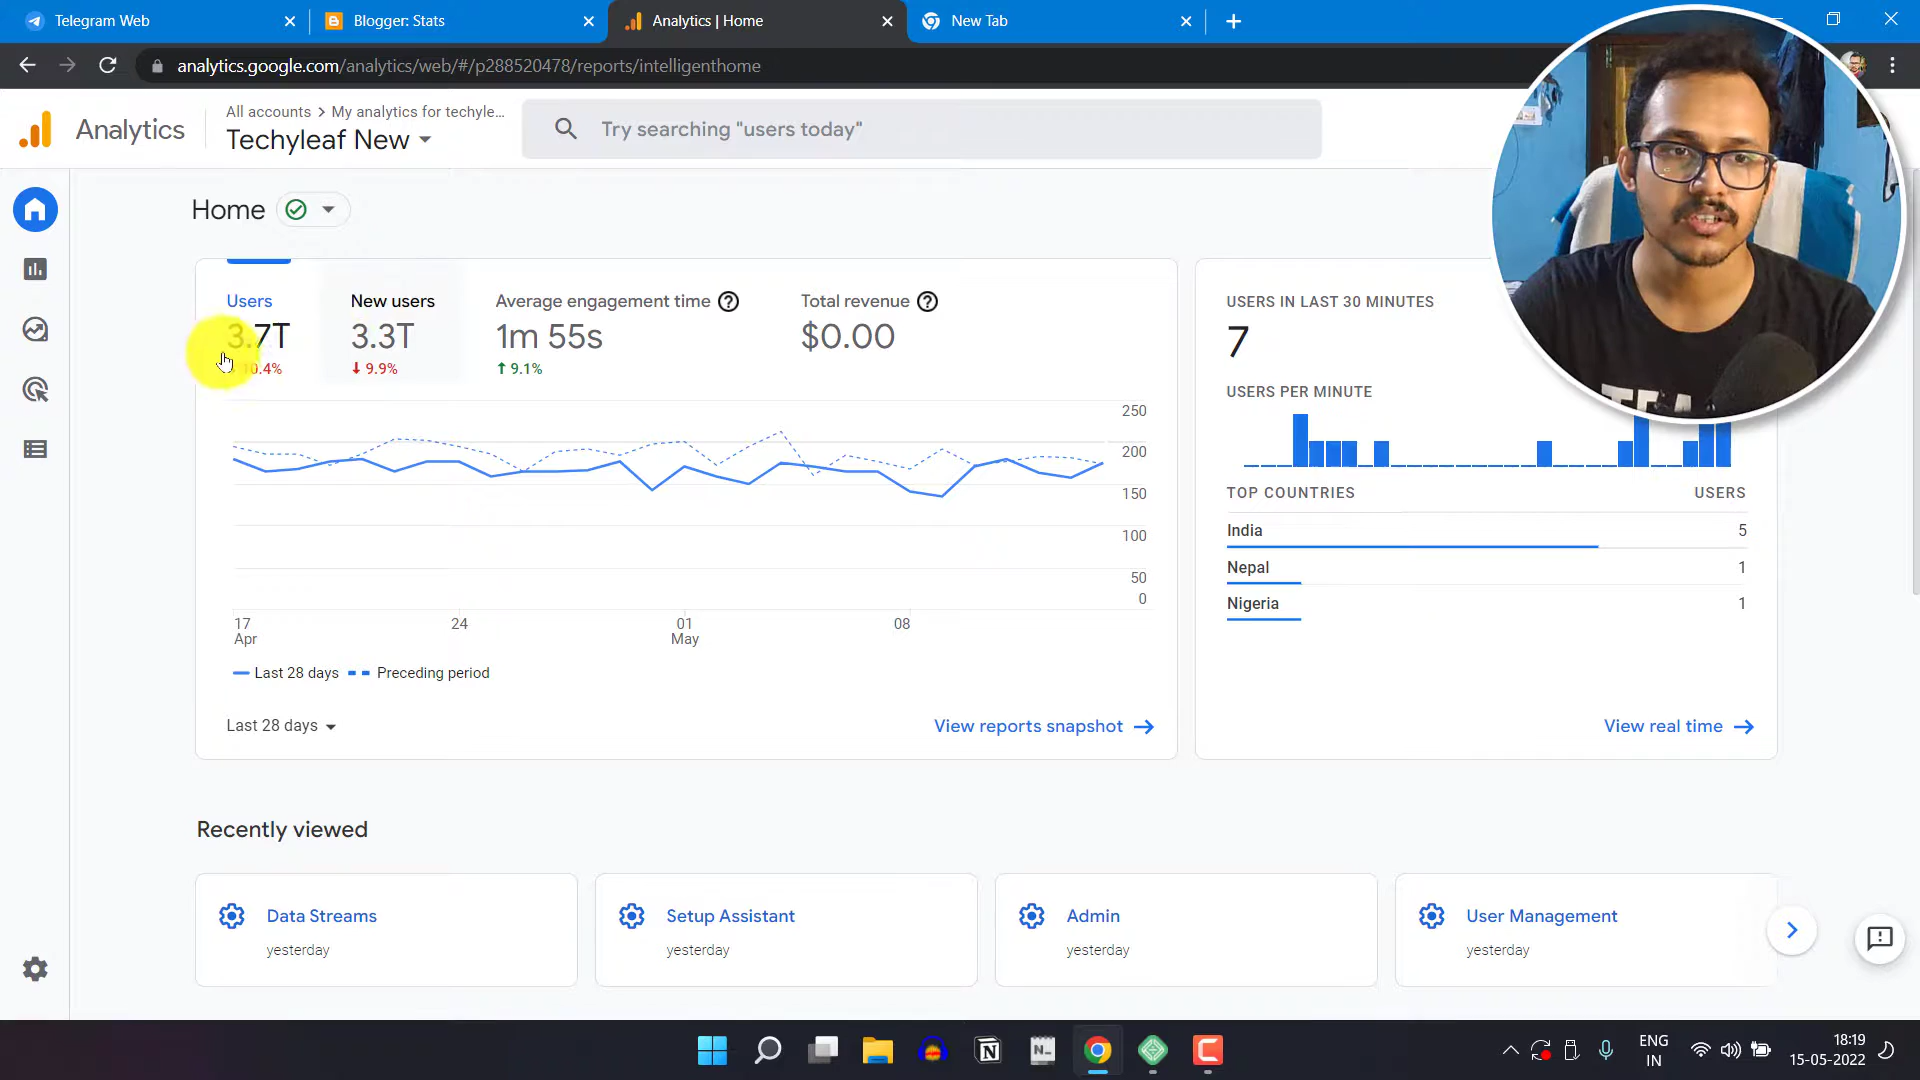 Telegram Web
Blogger: Stats
Analytics | Home
New Tab
analytics.google.com/analytics/web/#/p288520478/reports/intelligenthome
Analytics
All accounts > My analytics for techyle...
Techyleaf New
Try searching "users today"
Home
Users
3.7T
10.4%
New users
3.3T
9.9%
Average engagement time
1m 55s
9.1%
Total revenue
$0.00
250
200
150
100
50
0
17
Apr
24
01
May
08
Last 28 days
Preceding period
Last 28 days
View reports snapshot
USERS IN LAST 30 MINUTES
7
USERS PER MINUTE
TOP COUNTRIES
USERS
India
5
Nepal
1
Nigeria
1
View real time
Recently viewed
Data Streams
yesterday
Setup Assistant
yesterday
Admin
yesterday
User Management
yesterday
ENG
IN
18:19
15-05-2022